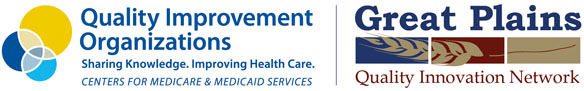 Quality Improvement
Organizations
Sharing Knowledge. Improving Health Care.
CENTERS FOR MEDICARE & MEDICAID SERVICES
Great Plains
Quality Innovation Network